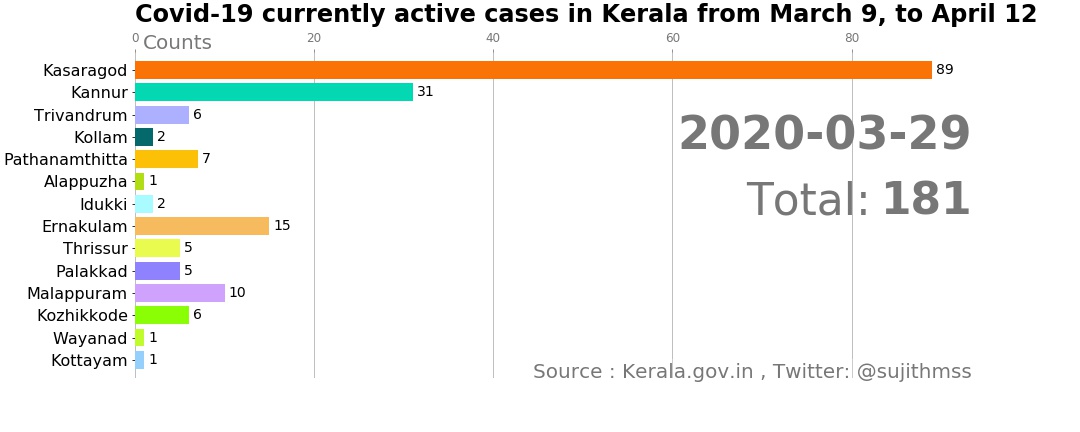 Covid-19 currently active cases in Kerala from March 9, to April 12
0 20 40 60 80
Counts
Kasaragod 89
Kannur 31
Trivandrum 6
2020-03-29
Kollam 2
Pathanamthitta 7
Alappuzha 1
Total: 181
Idukki 2
Ernakulam 15
Thrissur 5
Palakkad 5
Malappuram 10
Kozhikkode 6
Wayanad 1
Kottayam 1
Source : Kerala.gov.in , Twitter: @sujithmss